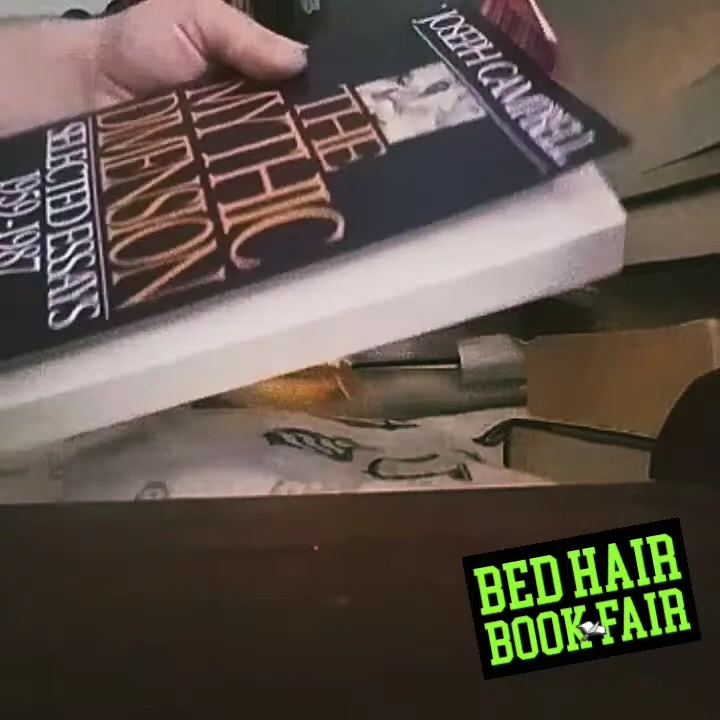 JOSEPH CAMPBELL
THE
MYTHIC
DIMENSION
SELECTED ESSAYS
1959-1987
BED HAIR
BOOK FAIR